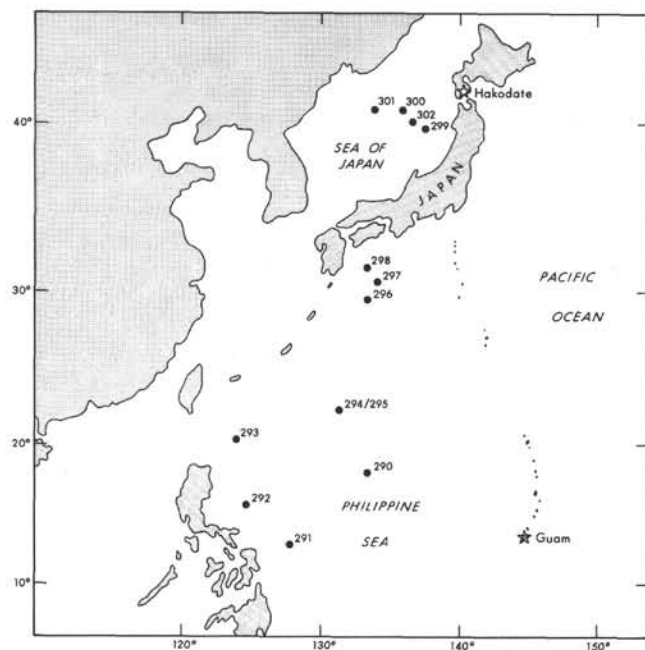 301 300
302
299
Hakodate
40°
SEA OF
JAPAN
JAPAN
298
297
296
30°
PACIFIC
OCEAN
294/295
293
20°
290
292
PHILIPPINE
SEA
291
Guam
10°
120° 130° 140° 150°